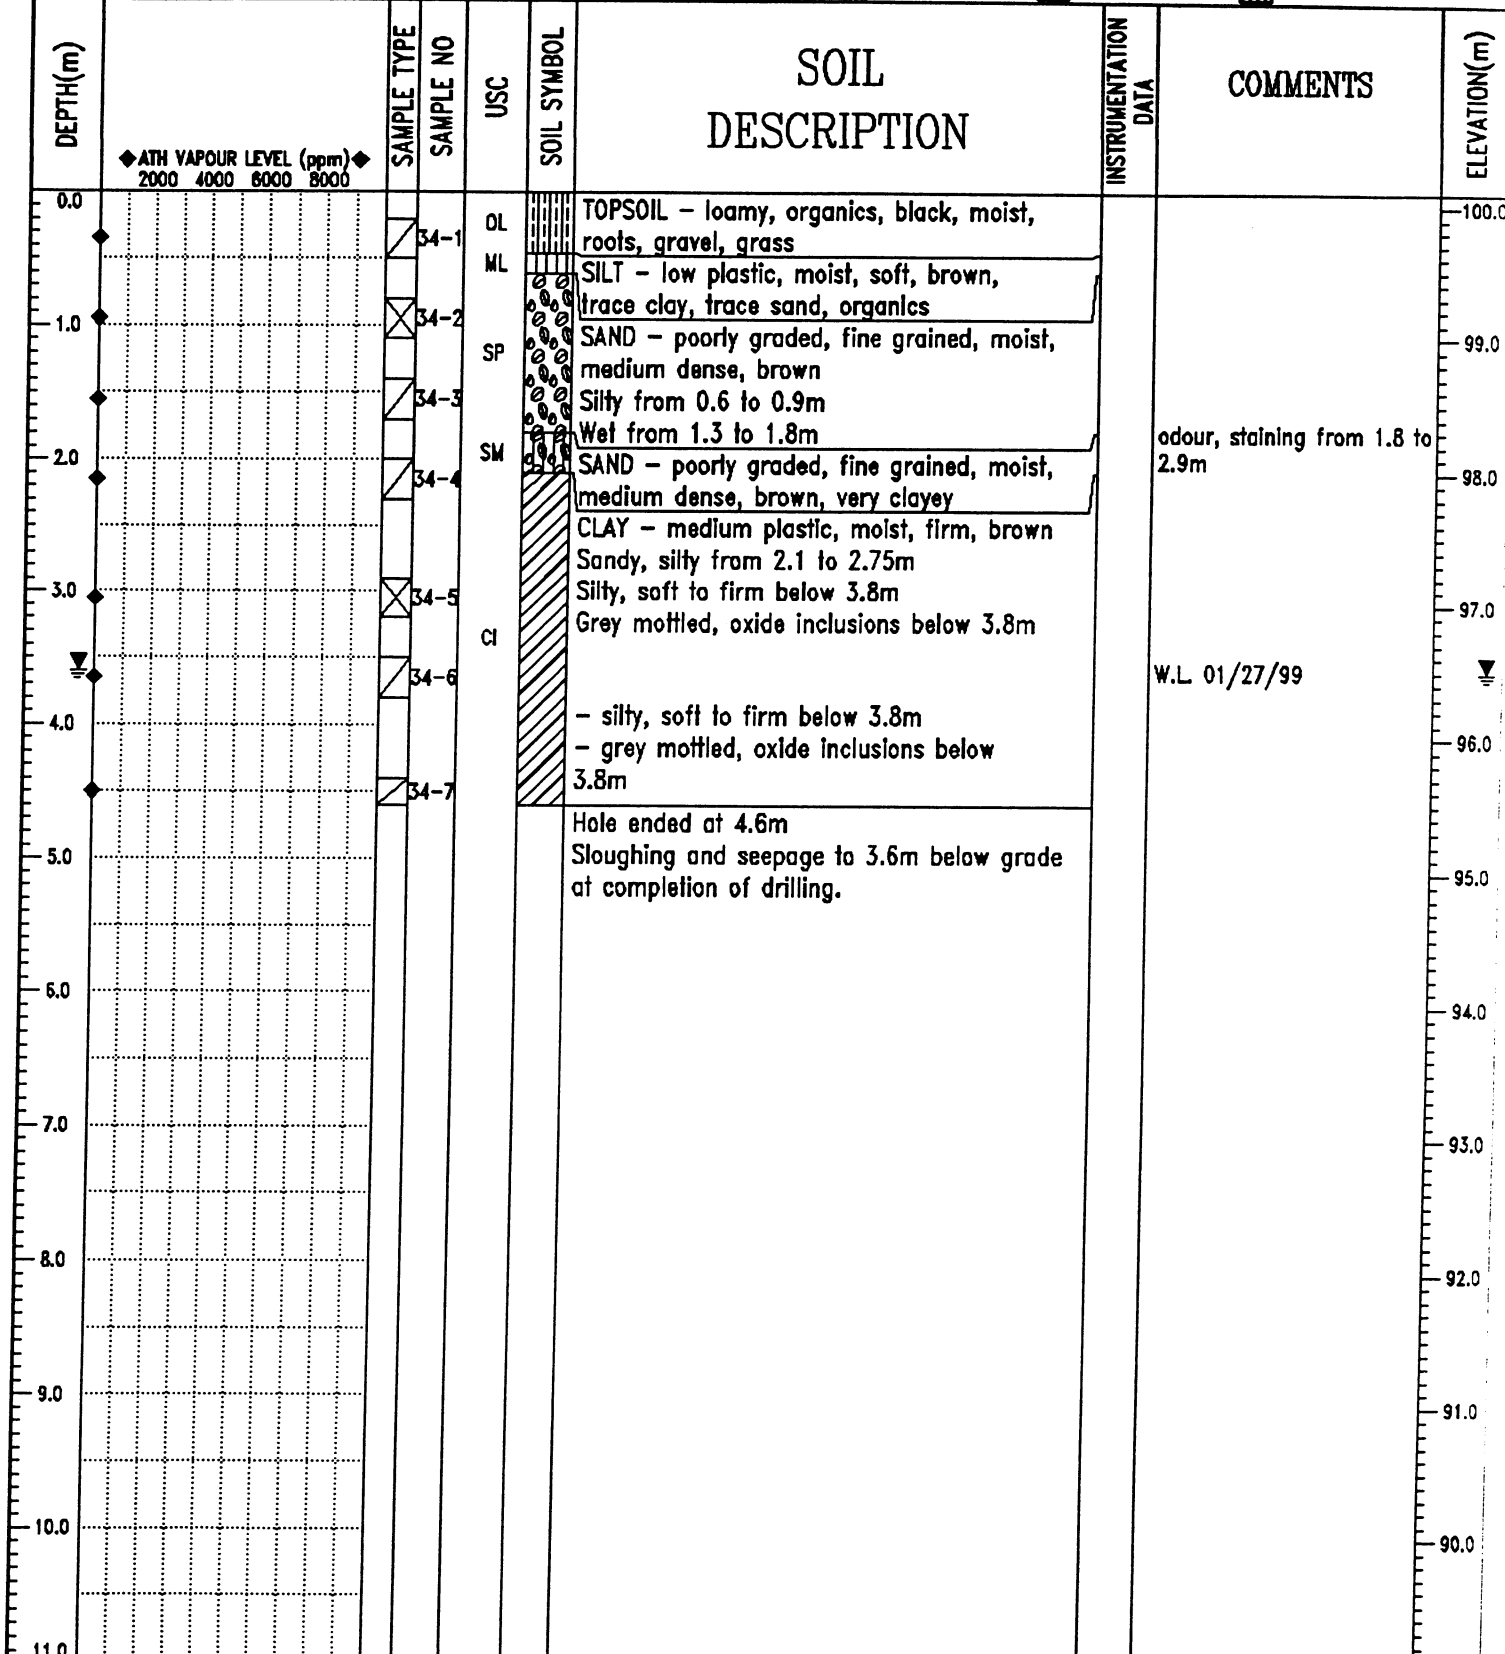 DEPTH(m)
◆ATH VAPOUR LEVEL (ppm)◆
2000 4000 6000 8000
SAMPLE TYPE
SAMPLE NO
USC
SOIL SYMBOL
SOIL
DESCRIPTION
INSTRUMENTATION
DATA
COMMENTS
ELEVATION(m)
0.0
1.0
2.0
3.0
4.0
5.0
6.0
7.0
8.0
9.0
10.0
11.0
34-1
34-2
34-3
34-4
34-5
34-6
34-7
OL
ML
SP
SM
CI
TOPSOIL – loamy, organics, black, moist,
roots, gravel, grass
SILT – low plastic, moist, soft, brown,
trace clay, trace sand, organics
SAND – poorly graded, fine grained, moist,
medium dense, brown
Silty from 0.6 to 0.9m
Wet from 1.3 to 1.8m
SAND – poorly graded, fine grained, moist,
medium dense, brown, very clayey
CLAY – medium plastic, moist, firm, brown
Sandy, silty from 2.1 to 2.75m
Silty, soft to firm below 3.8m
Grey mottled, oxide inclusions below 3.8m
– silty, soft to firm below 3.8m
– grey mottled, oxide inclusions below
3.8m
Hole ended at 4.6m
Sloughing and seepage to 3.6m below grade
at completion of drilling.
odour, staining from 1.8 to
2.9m
W.L. 01/27/99
100.0
99.0
98.0
97.0
96.0
95.0
94.0
93.0
92.0
91.0
90.0